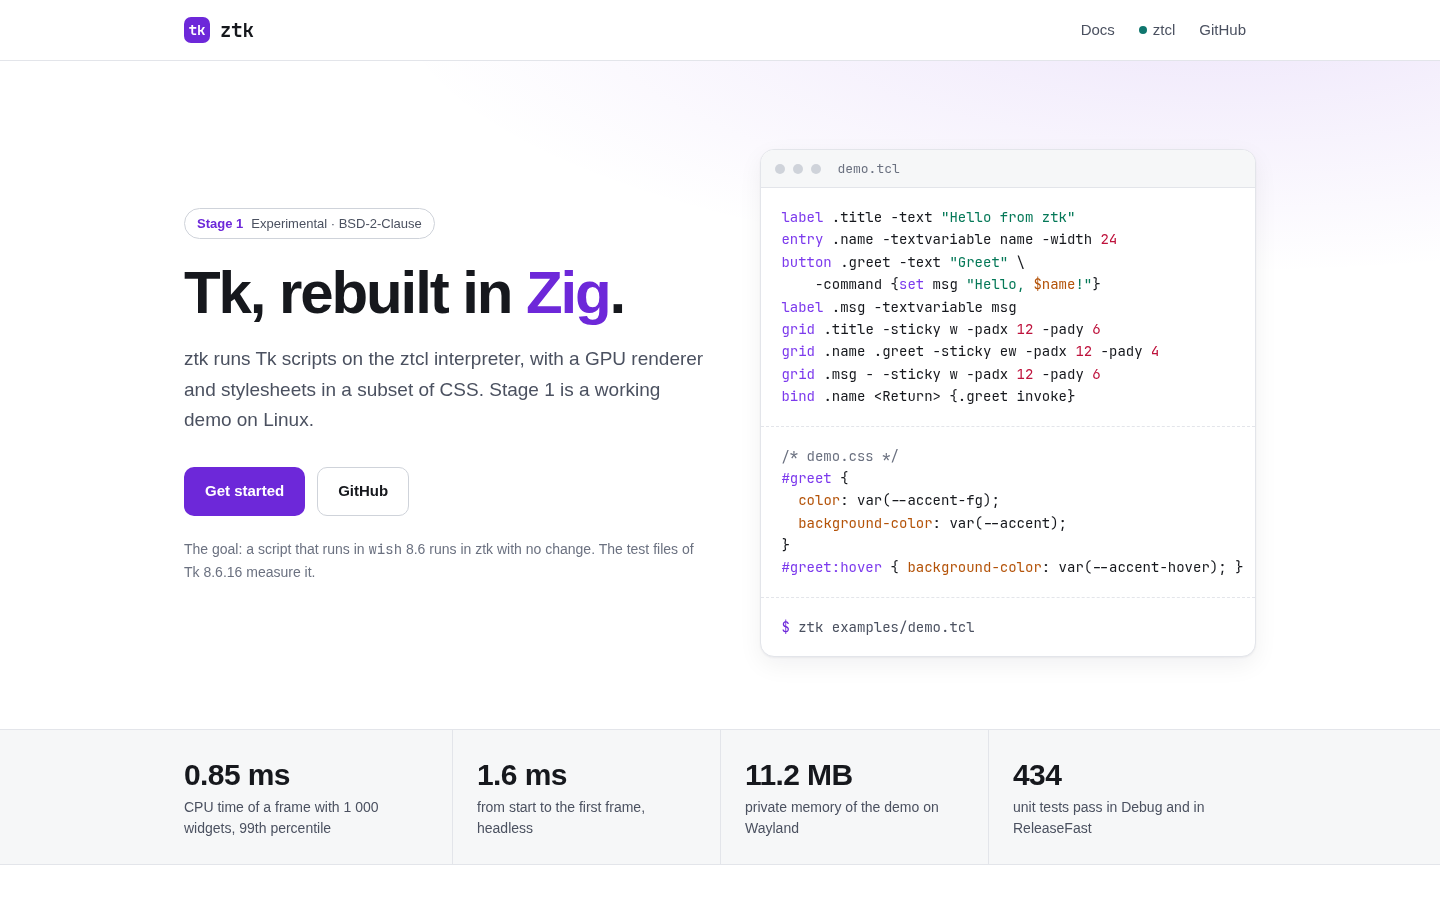 tk ztk
Docs ztcl GitHub
Stage 1 Experimental · BSD-2-Clause
Tk, rebuilt in Zig.
ztk runs Tk scripts on the ztcl interpreter, with a GPU renderer
and stylesheets in a subset of CSS. Stage 1 is a working
demo on Linux.
Get started GitHub
The goal: a script that runs in wish 8.6 runs in ztk with no change. The test files of
Tk 8.6.16 measure it.
demo.tcl
label .title -text "Hello from ztk"
entry .name -textvariable name -width 24
button .greet -text "Greet" \
    -command {set msg "Hello, $name!"}
label .msg -textvariable msg
grid .title -sticky w -padx 12 -pady 6
grid .name .greet -sticky ew -padx 12 -pady 4
grid .msg - -sticky w -padx 12 -pady 6
bind .name <Return> {.greet invoke}
/* demo.css */
#greet {
  color: var(--accent-fg);
  background-color: var(--accent);
}
#greet:hover { background-color: var(--accent-hover); }
$ ztk examples/demo.tcl
0.85 ms
CPU time of a frame with 1 000
widgets, 99th percentile
1.6 ms
from start to the first frame,
headless
11.2 MB
private memory of the demo on
Wayland
434
unit tests pass in Debug and in
ReleaseFast